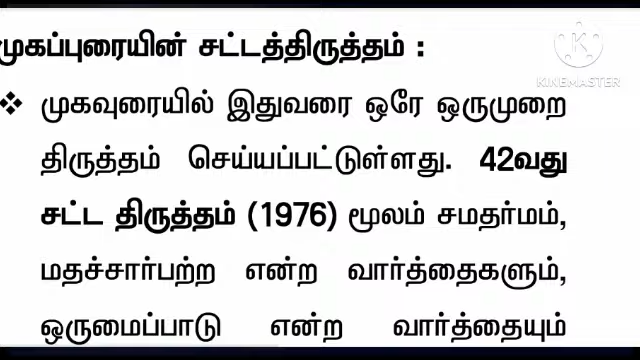 முகப்புரையின் சட்டத்திருத்தம் :
KINEMASTER
❖ முகவுரையில் இதுவரை ஒரே ஒருமுறை
திருத்தம் செய்யப்பட்டுள்ளது. 42வது
சட்ட திருத்தம் (1976) மூலம் சமதர்மம்,
மதச்சார்பற்ற என்ற வார்த்தைகளும்,
ஒருமைப்பாடு என்ற வார்த்தையும்